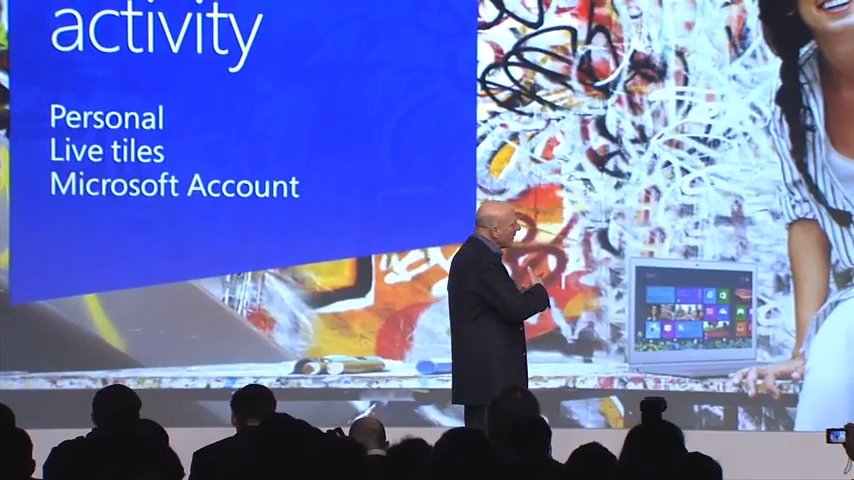 activity
Personal
Live tiles
Microsoft Account